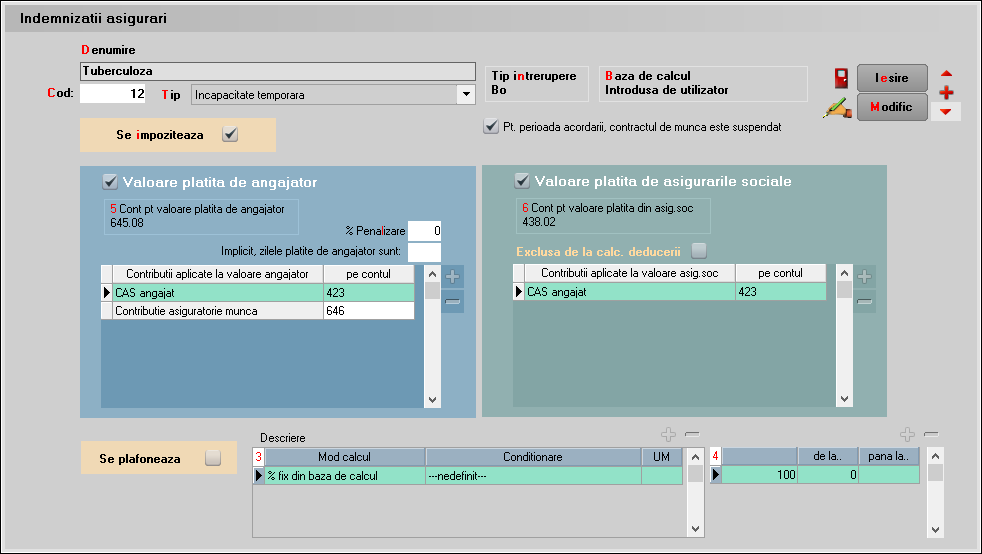 Indemnizatii asigurari
Denumire
Tuberculoza
Cod: 12 Tip Incapacitate temporara
Tip intrerupere
Bo
Baza de calcul
Introdusa de utilizator
Iesire
Modific
Se impoziteaza
Pt. perioada acordarii, contractul de munca este suspendat
Valoare platita de angajator
5 Cont pt valoare platita de angajator
645.08
% Penalizare 0
Implicit, zilele platite de angajator sunt:
Contributii aplicate la valoare angajator pe contul
CAS angajat 423
Contributie asiguratorie munca 646
Valoare platita de asigurarile sociale
6 Cont pt valoare platita din asig.soc
438.02
Exclusa de la calc. deducerii
Contributii aplicate la valoare asig.soc pe contul
CAS angajat 423
Se plafoneaza
Descriere
3 Mod calcul Conditionare UM
% fix din baza de calcul ---nedefinit---
4 de la.. pana la..
100 0